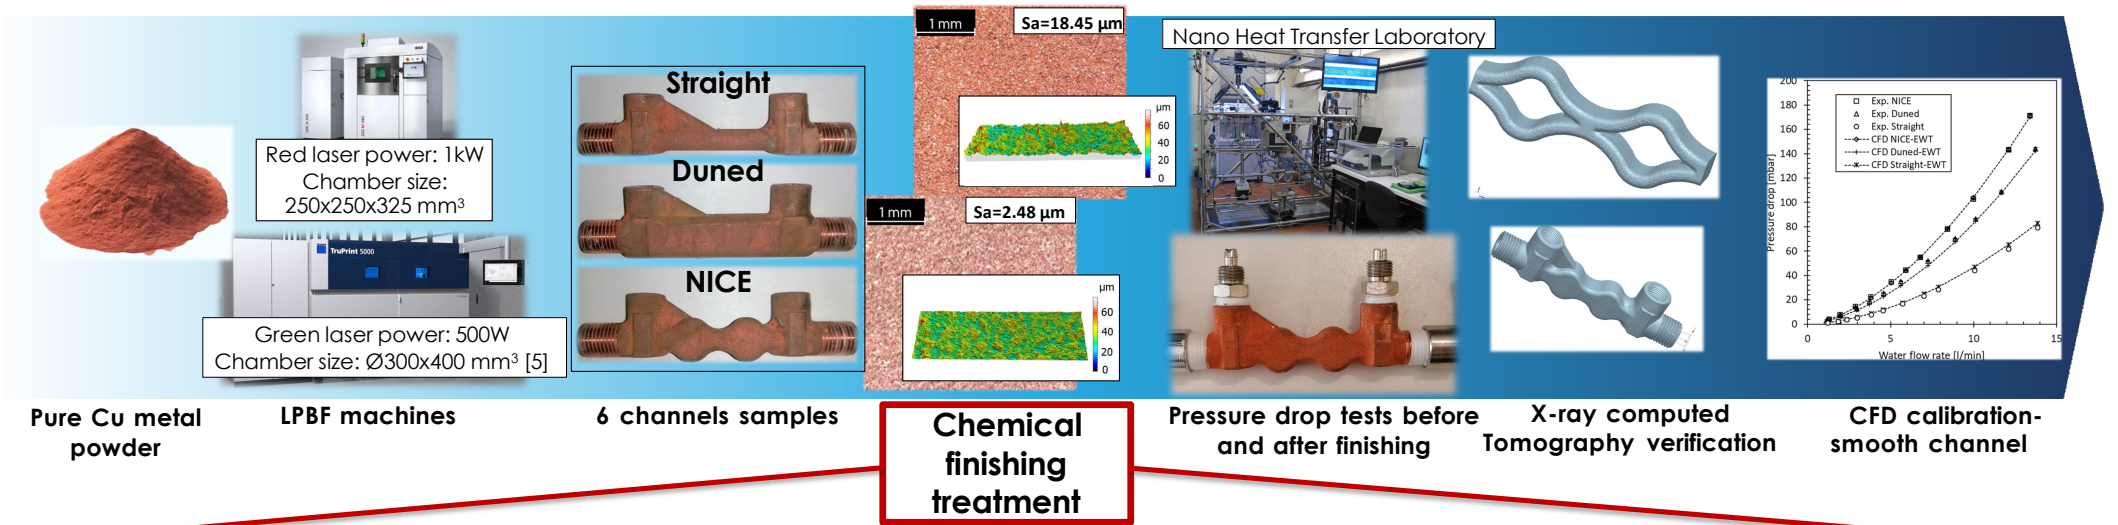 Red laser power: 1kW
Chamber size:
250x250x325 mm³
TruPrint 5000
Green laser power: 500W
Chamber size: Ø300x400 mm³ [5]
Straight
Duned
NICE
1 mm
Sa=18.45 µm
µm
60
40
20
0
1 mm
Sa=2.48 µm
µm
60
40
20
0
Nano Heat Transfer Laboratory
200
180
160
140
120
100
80
60
40
20
0
Pressure drop [mbar]
Exp. NICE
Exp. Duned
Exp. Straight
CFD NICE-EWT
CFD Duned-EWT
CFD Straight-EWT
0
5
10
15
Water flow rate [l/min]
Pure Cu metal
powder
LPBF machines
6 channels samples
Chemical
finishing
treatment
Pressure drop tests before
and after finishing
X-ray computed
Tomography verification
CFD calibration-
smooth channel